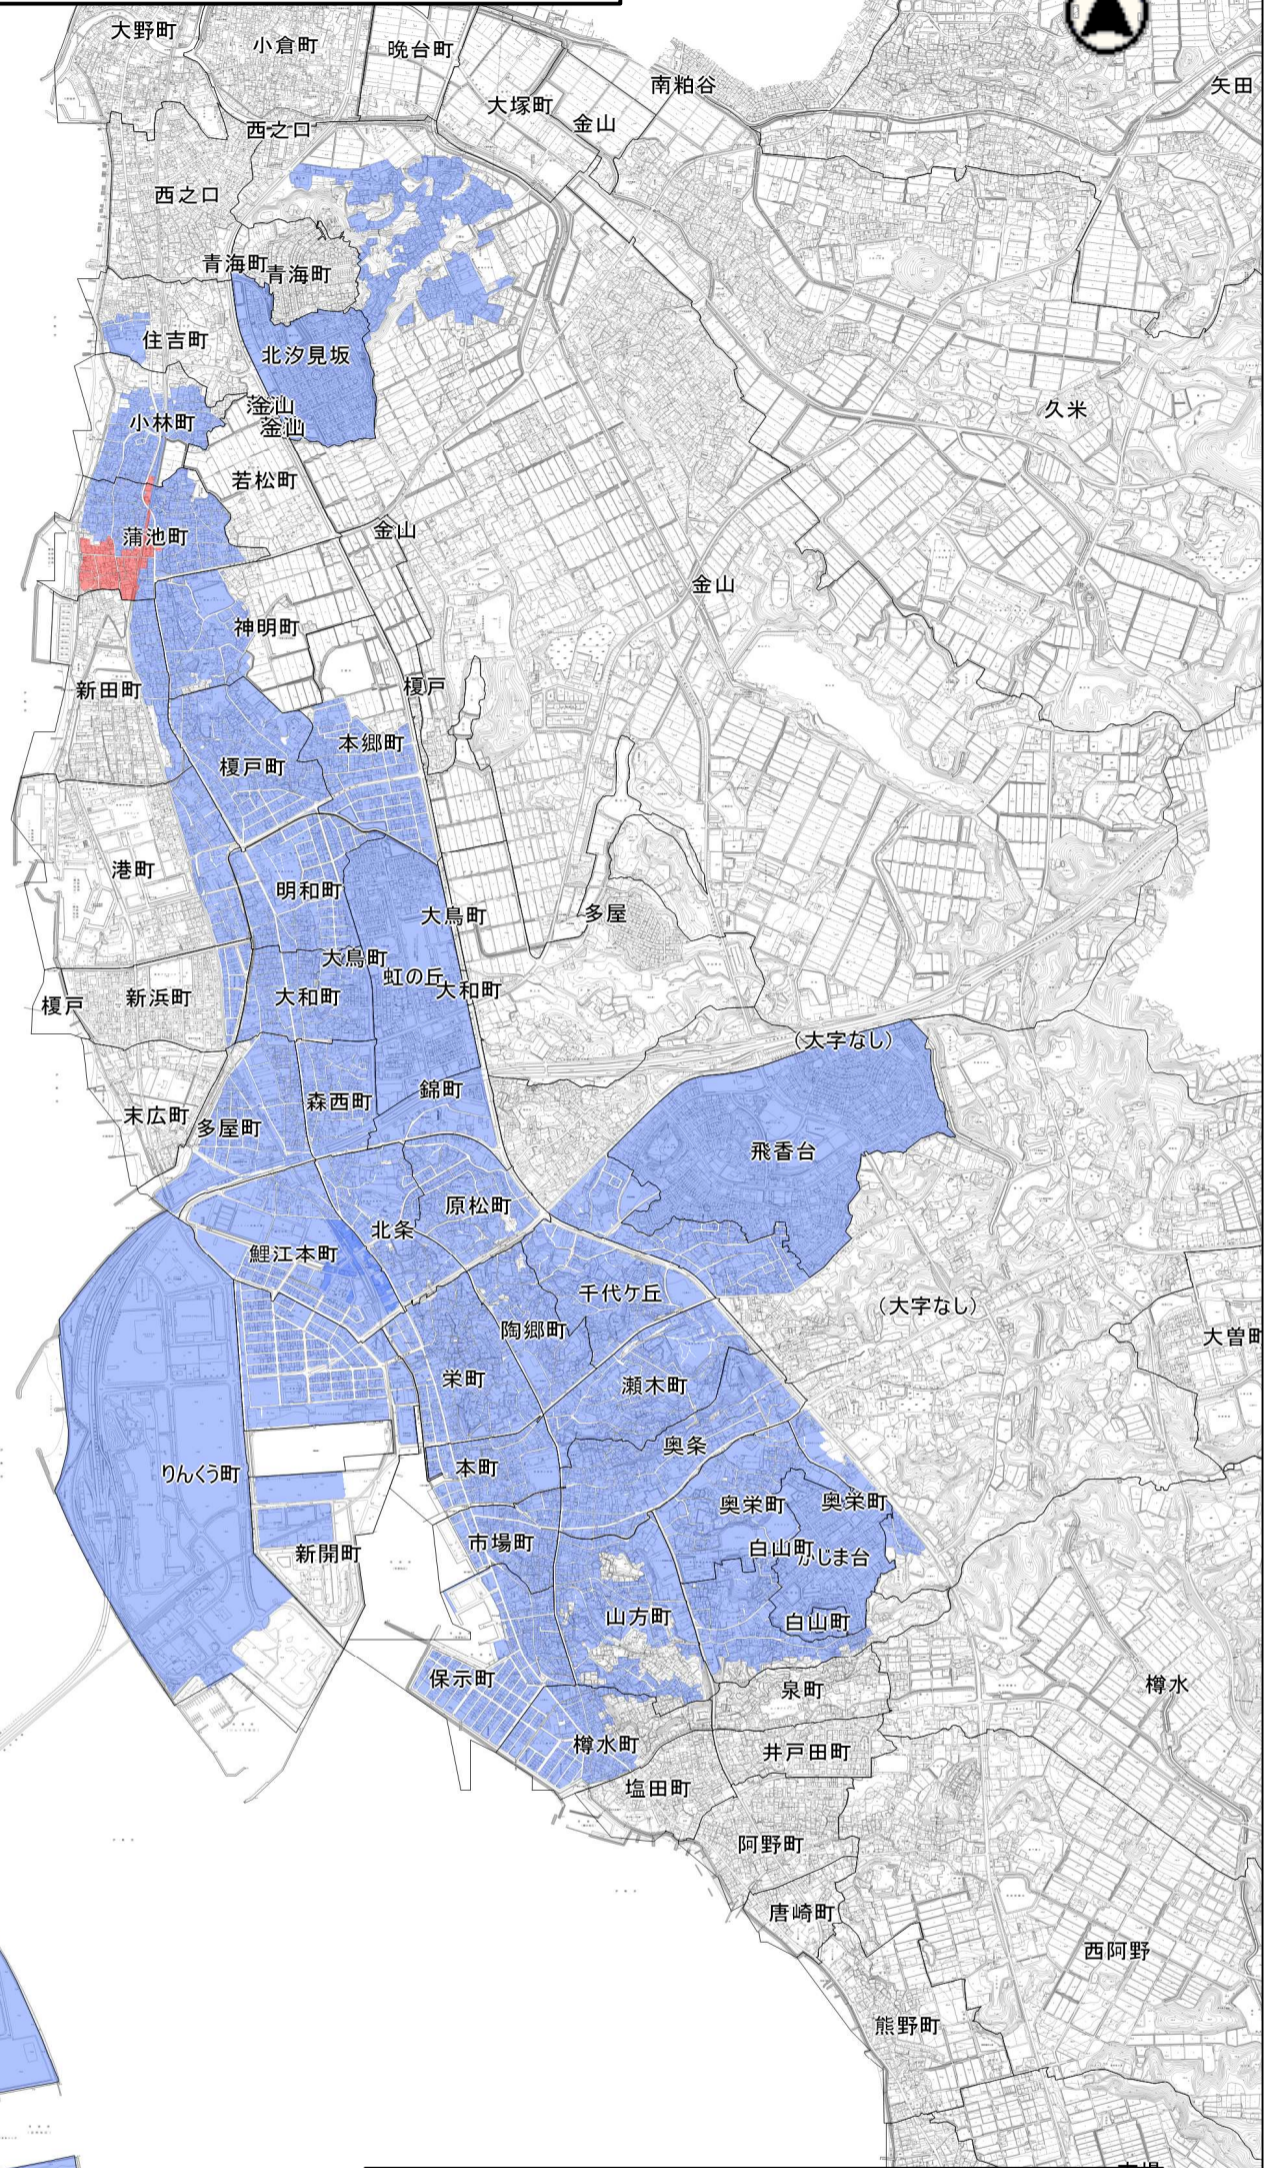 大野町
小倉町
晩台町
南粕谷
矢田
大塚町
金山
西之口
西之口
青海町
青海町
住吉町
北汐見坂
久米
小林町
金山
金山
若松町
蒲池町
金山
金山
神明町
榎戸
新田町
本郷町
榎戸町
港町
明和町
大鳥町
多屋
大鳥町
虹の丘
大和町
大和町
新浜町
榎戸
(大字なし)
錦町
森西町
末広町
多屋町
飛香台
原松町
北条
鯉江本町
千代ケ丘
(大字なし)
陶郷町
大曽町
栄町
瀬木町
奥条
本町
りんくう町
奥栄町
奥栄町
市場町
新開町
白山町
かじま台
山方町
白山町
保示町
泉町
樽水
樽水町
井戸田町
塩田町
阿野町
唐崎町
西阿野
熊野町